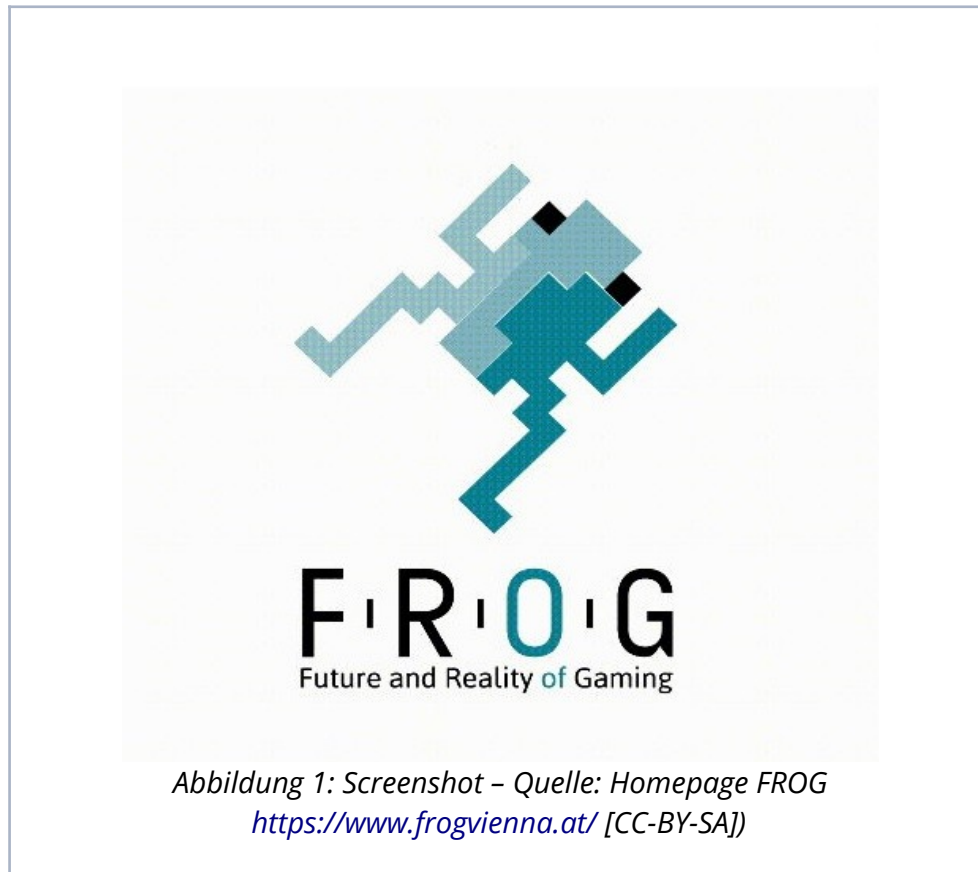 F·R·O·G
Future and Reality of Gaming
Abbildung 1: Screenshot – Quelle: Homepage FROG
https://www.frogvienna.at/ [CC-BY-SA])